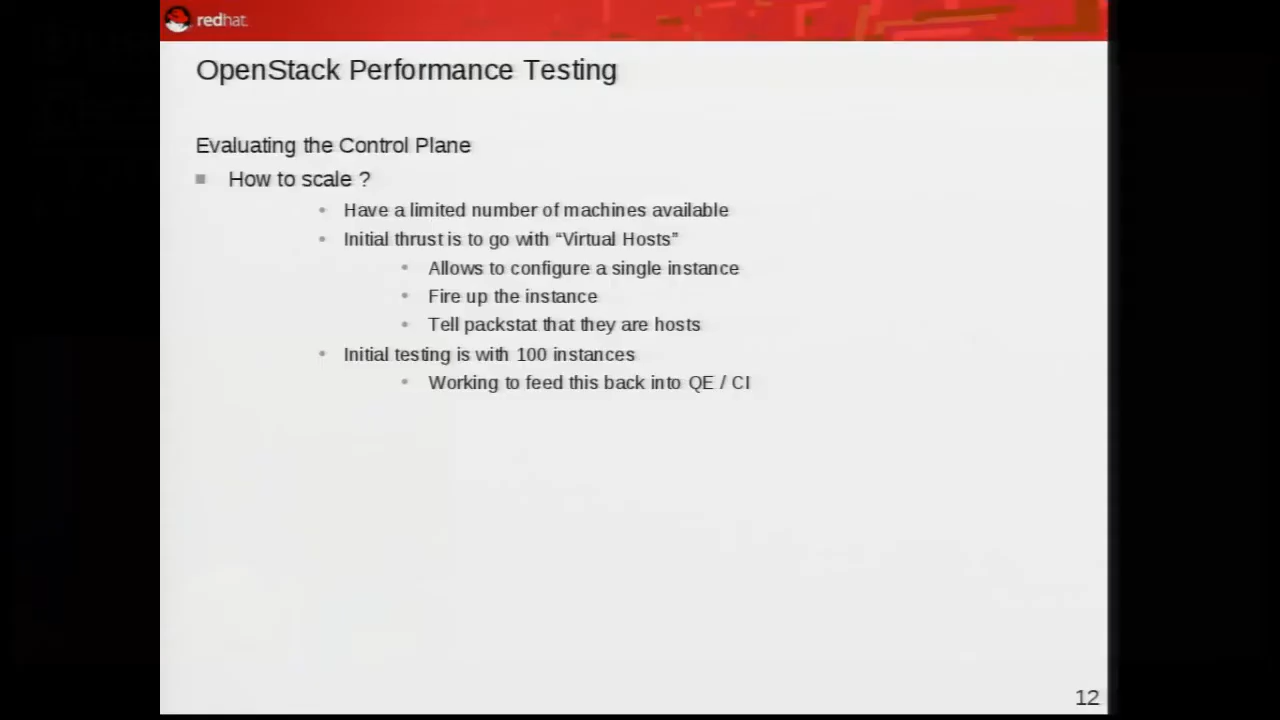 redhat.
OpenStack Performance Testing
Evaluating the Control Plane
How to scale ?
Have a limited number of machines available
Initial thrust is to go with “Virtual Hosts”
Allows to configure a single instance
Fire up the instance
Tell packstat that they are hosts
Initial testing is with 100 instances
Working to feed this back into QE / CI
12